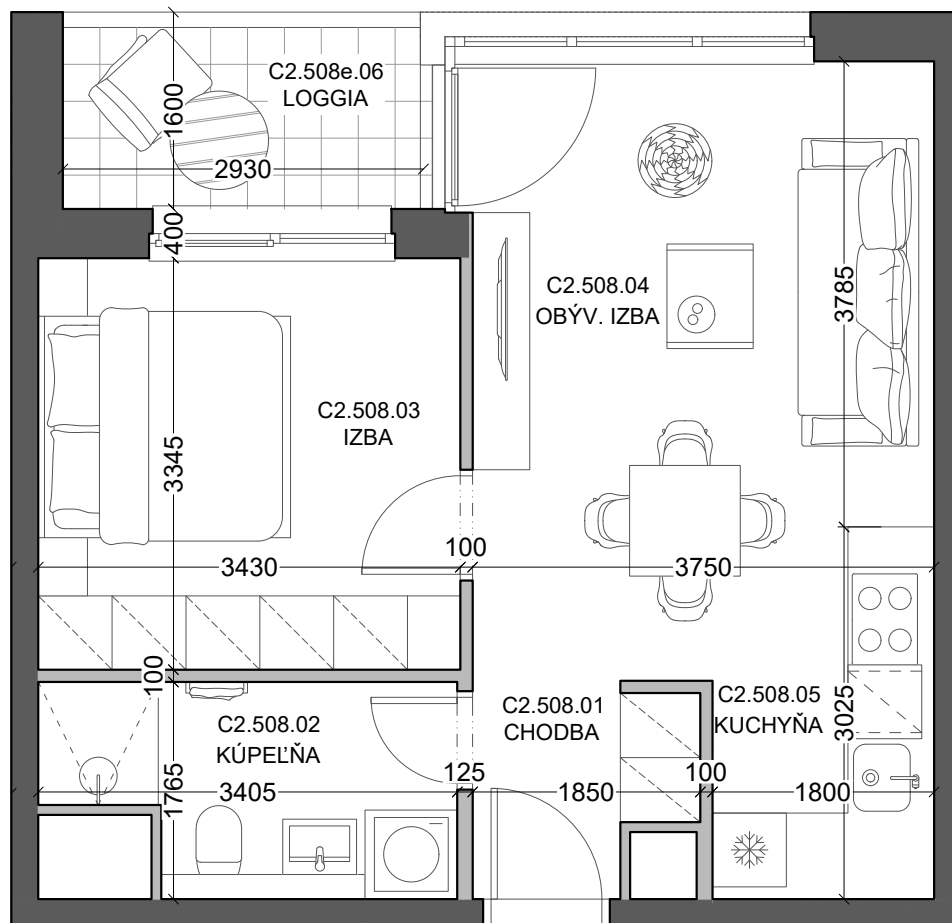 C2.508e.06
LOGGIA
1600
2930
400
C2.508.04
OBÝV. IZBA
3785
C2.508.03
IZBA
3345
3430
100
3750
100
C2.508.02
KÚPEĽŇA
C2.508.01
CHODBA
C2.508.05
KUCHYŇA
3025
1765
3405
125
1850
100
1800